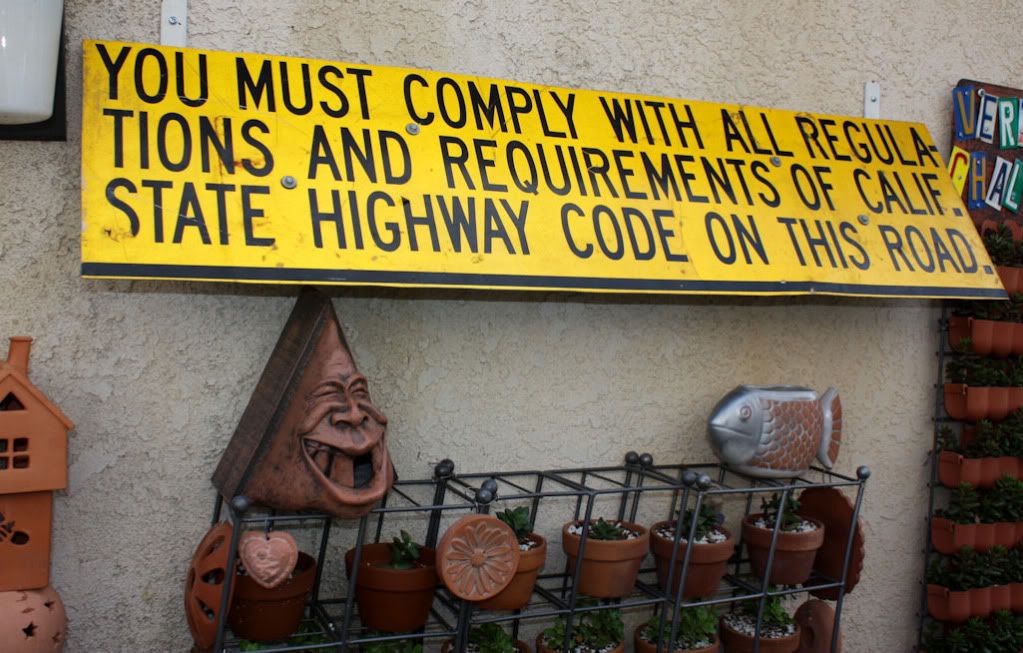 YOU MUST COMPLY WITH ALL REGULA-
TIONS AND REQUIREMENTS OF CALIF.
STATE HIGHWAY CODE ON THIS ROAD.